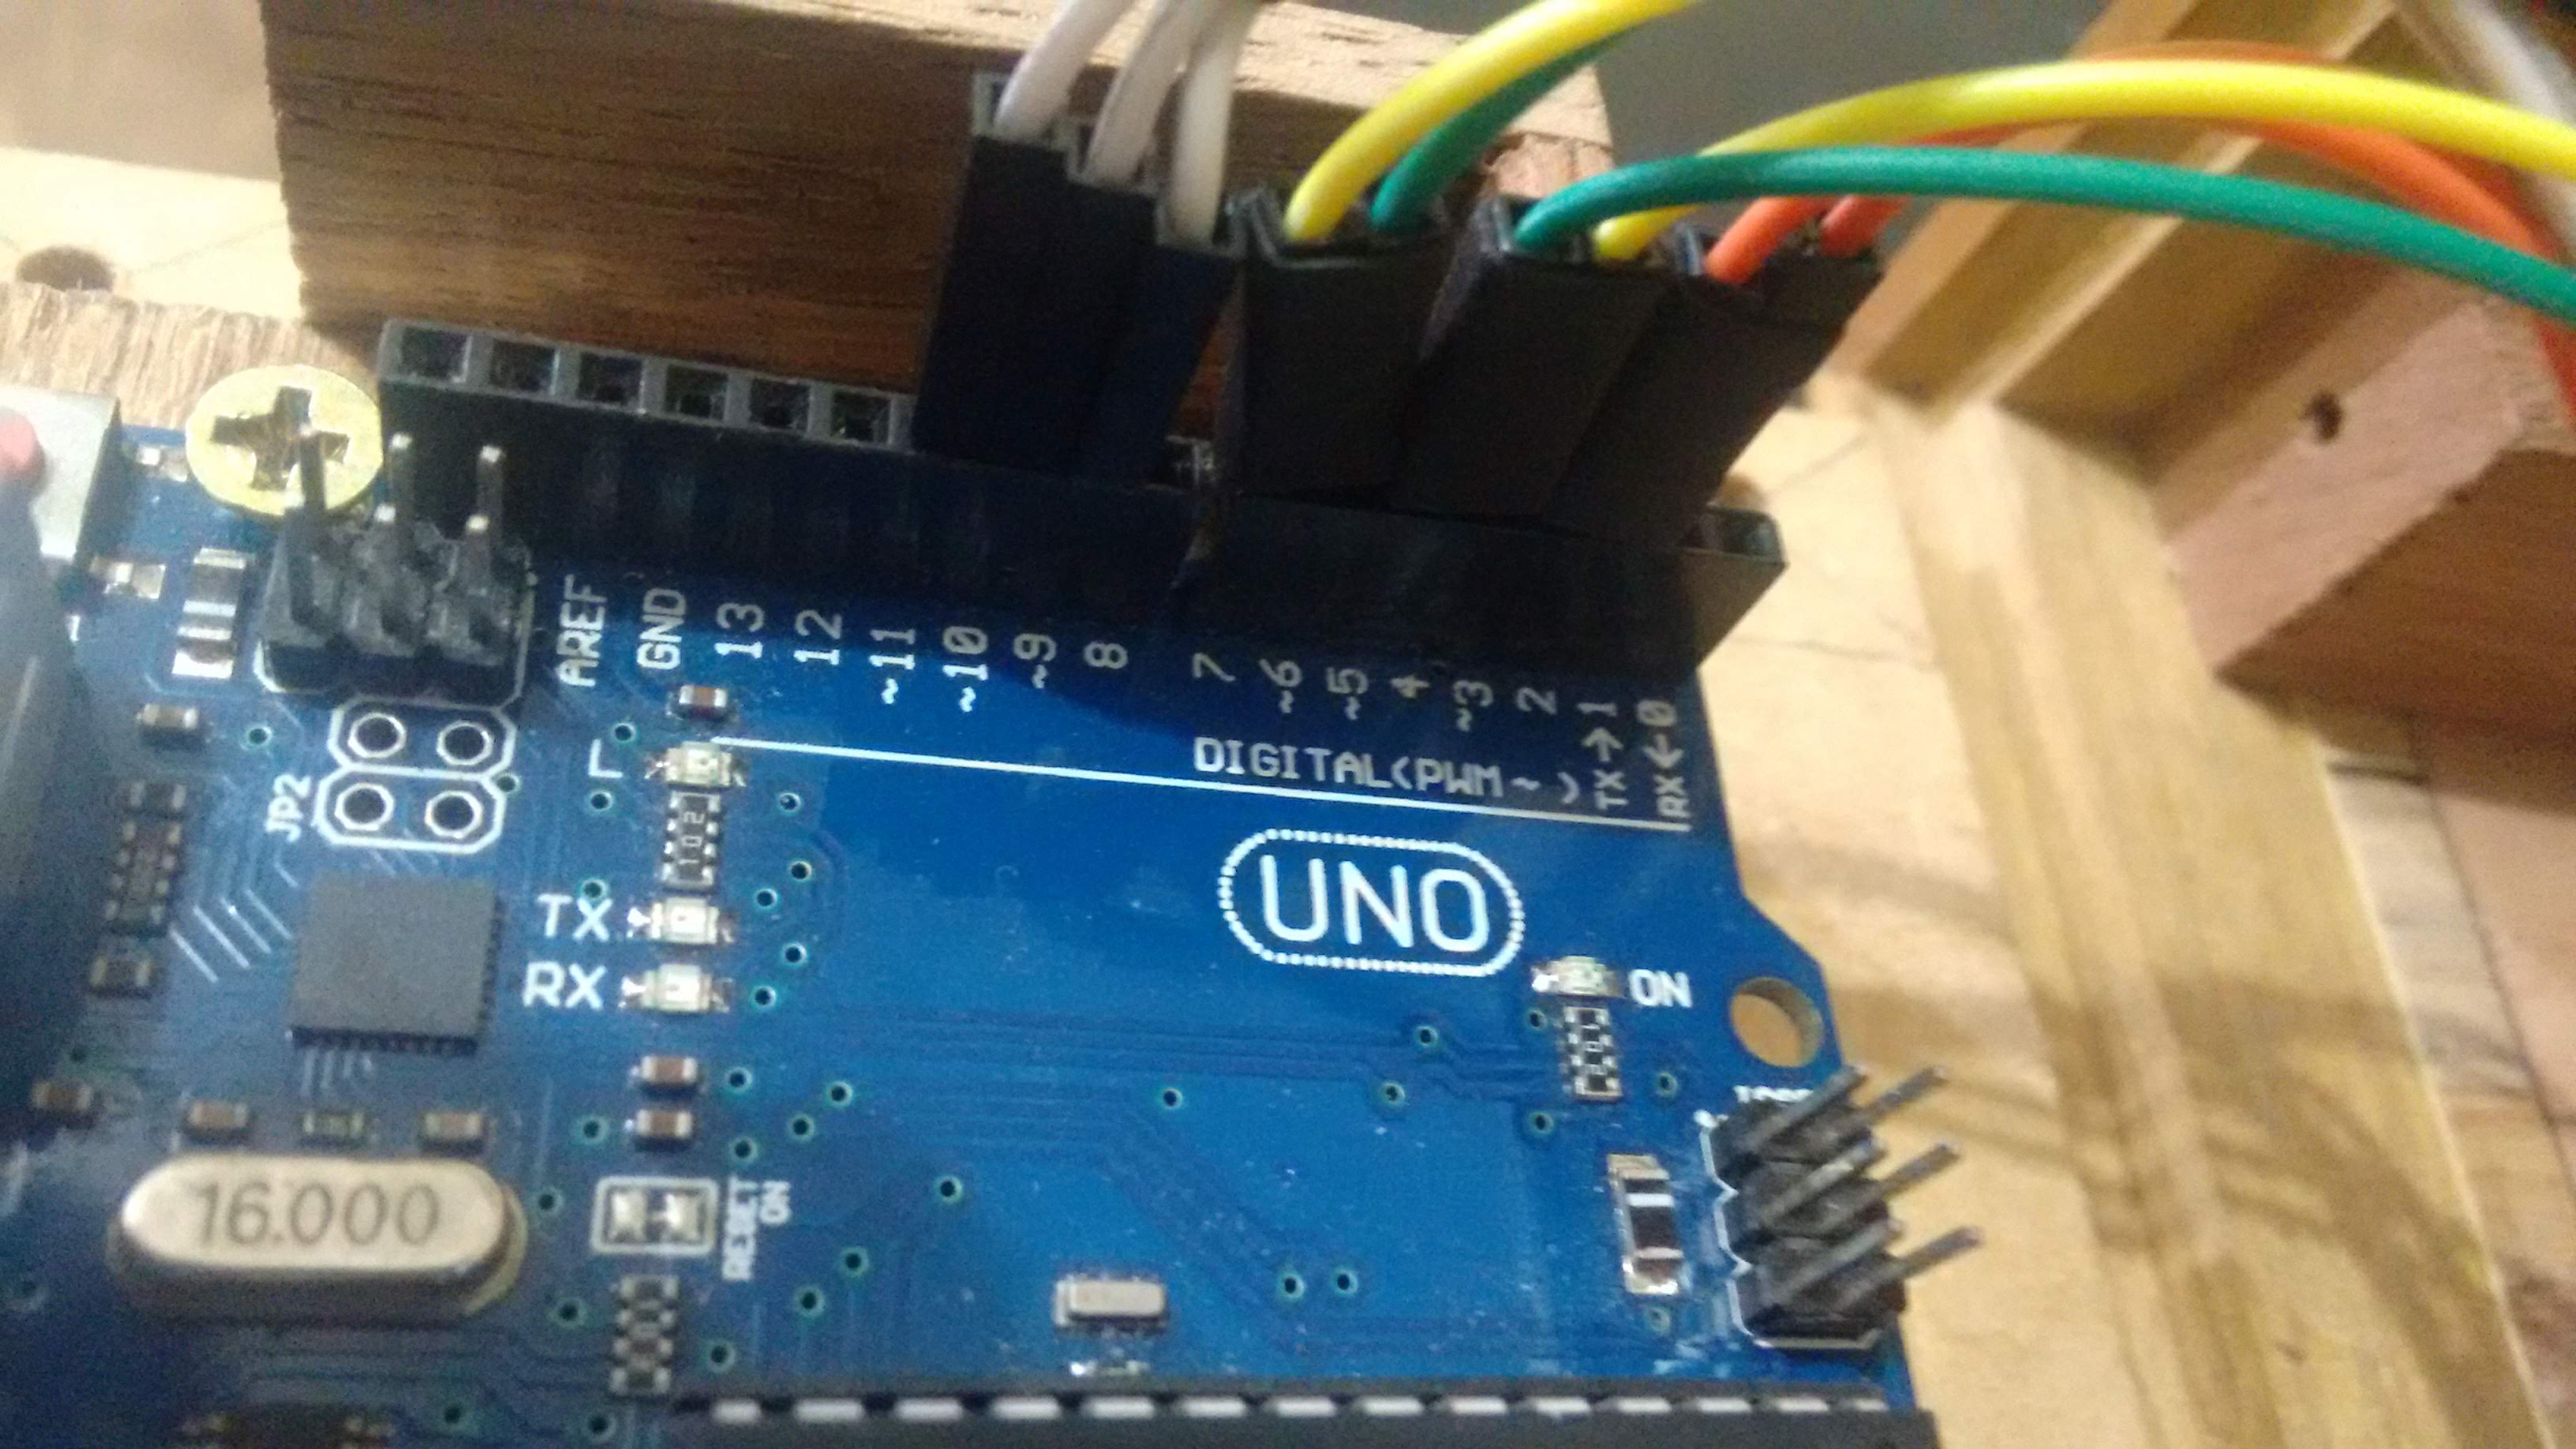 AREF
GND
13
12
~11
~10
~9
8
7
~6
~5
4
~3
2
TX→1
RX←0
DIGITAL(PWM~)
L
JP2
102
TX
RX
UNO
ON
16.000
RESET
ON